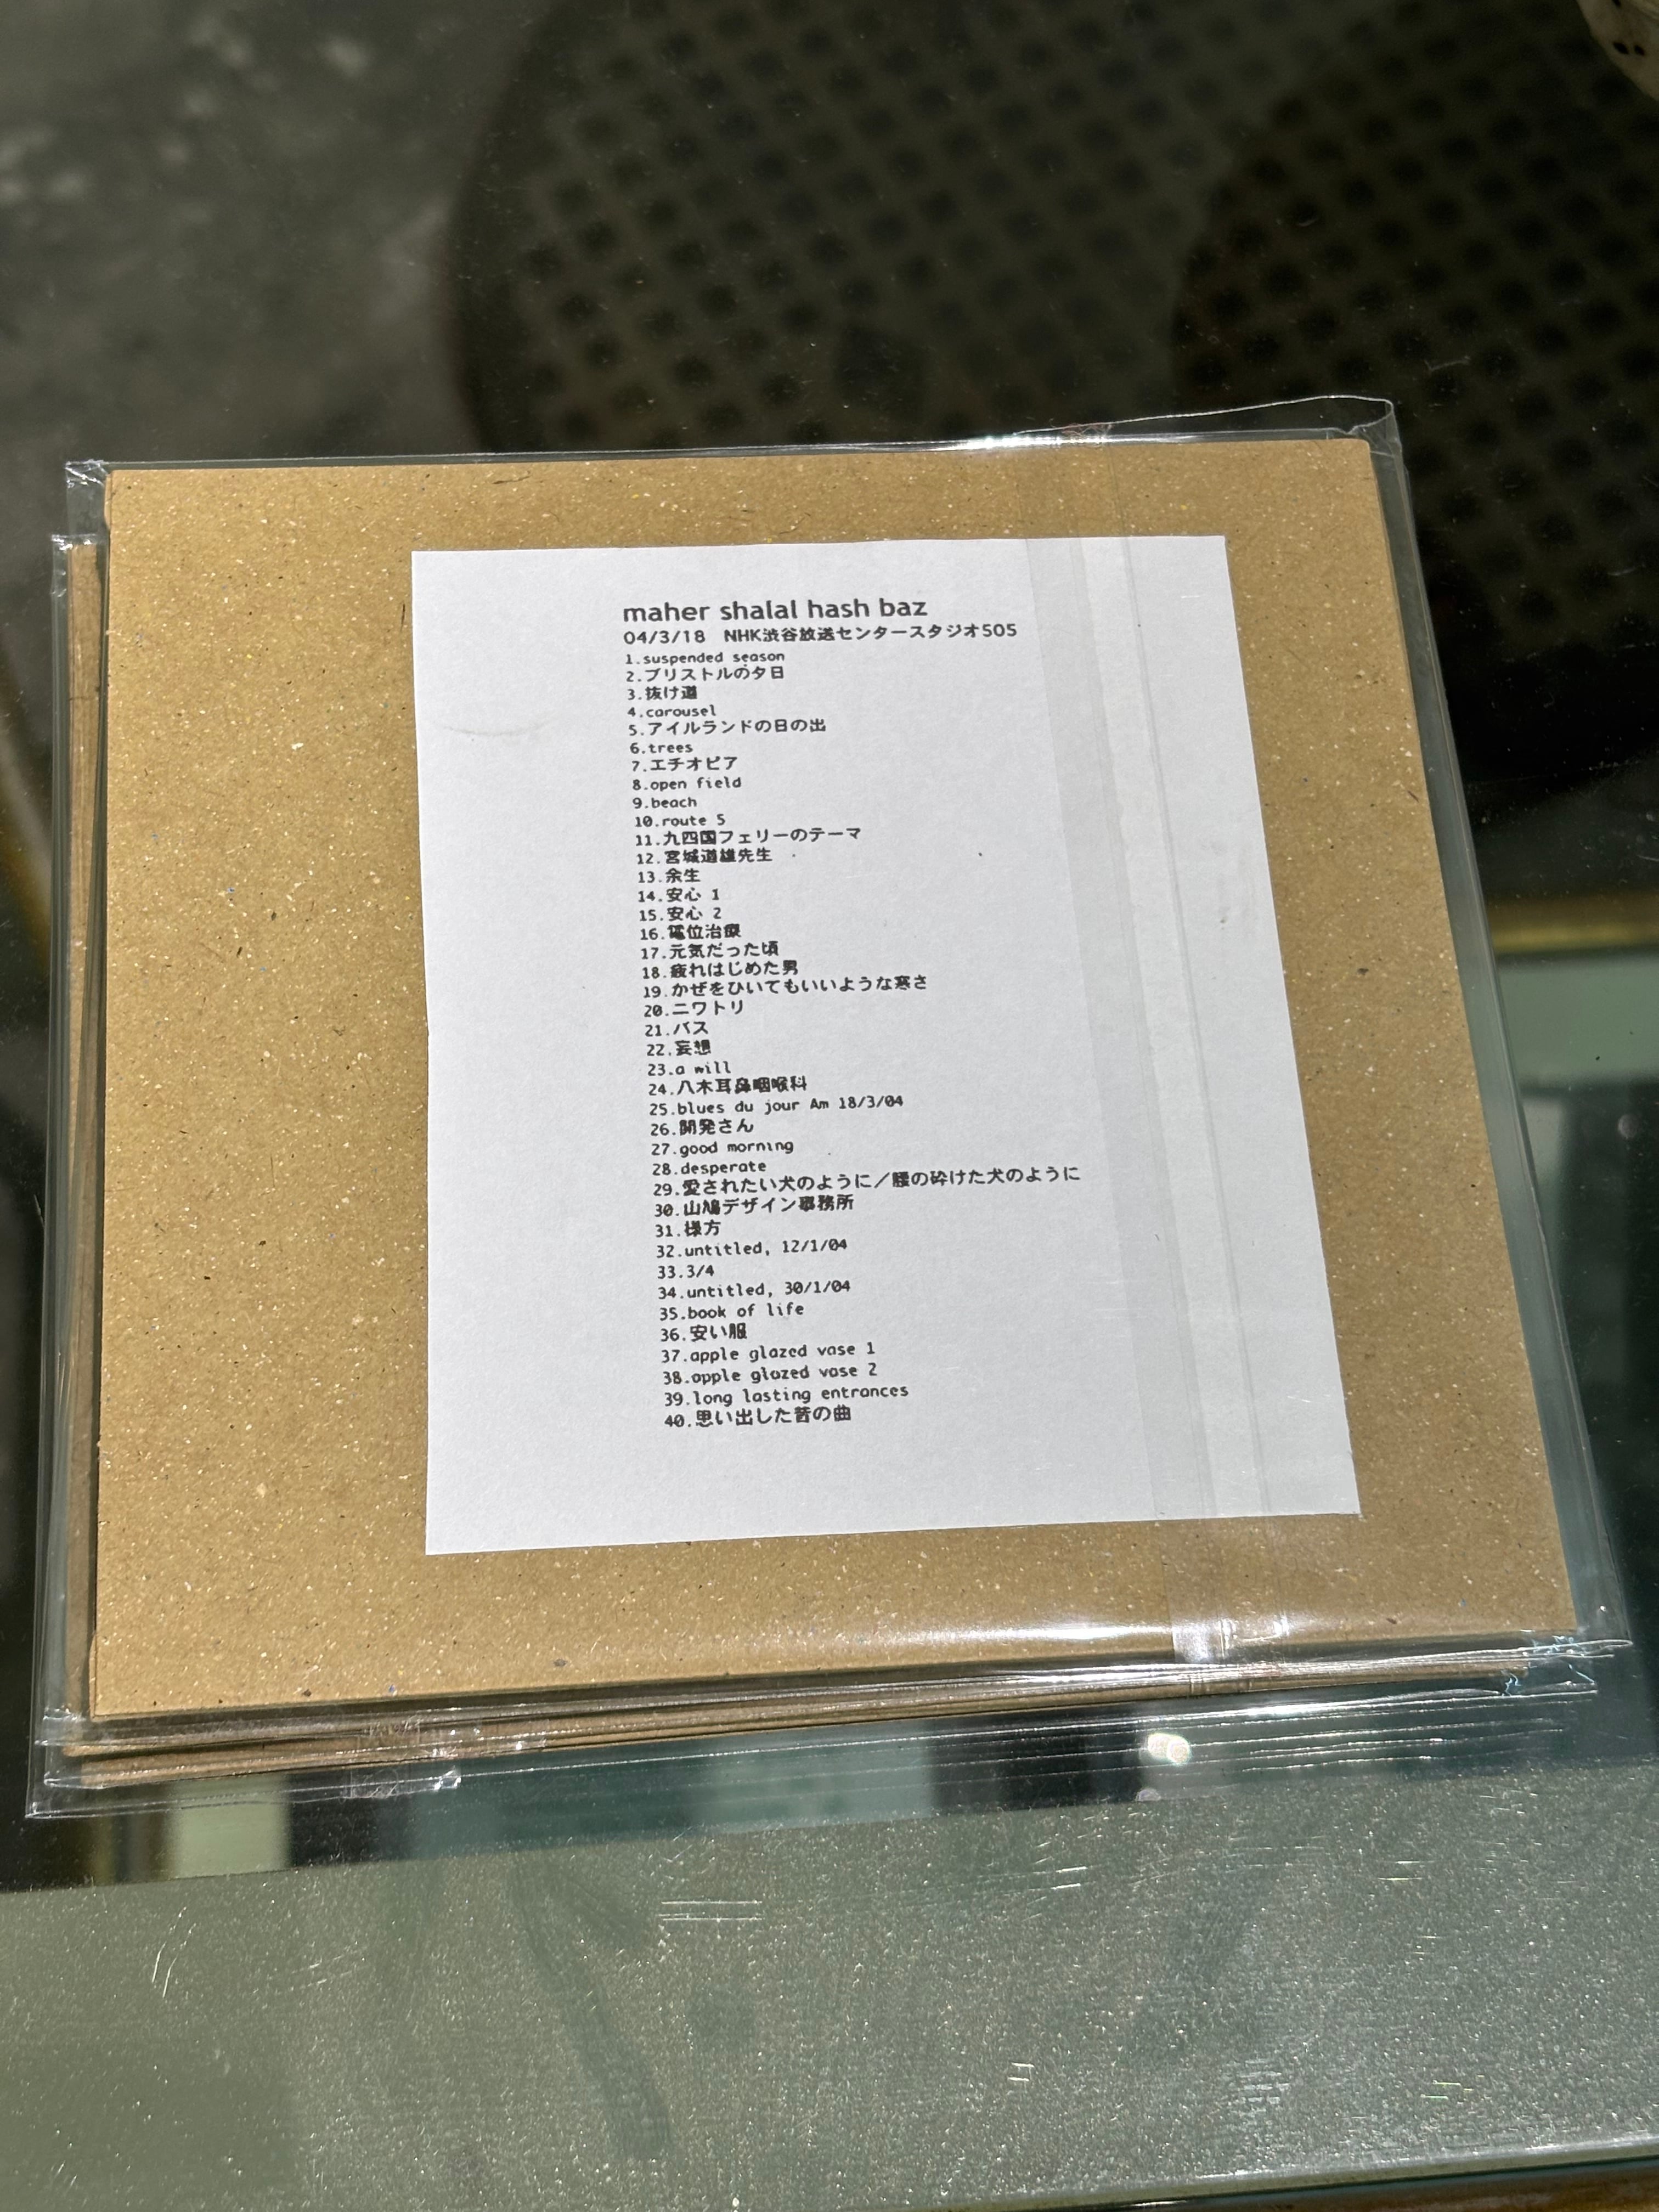 maher shalal hash baz
04/3/18 NHK渋谷放送センタースタジオ505
1.suspended season
2.ブリストルの夕日
3.抜け道
4.carousel
5.アイルランドの日の出
6.trees
7.エチオピア
8.open field
9.beach
10.route 5
11.九四国フェリーのテーマ
12.宮城道雄先生
13.余生
14.安心 1
15.安心 2
16.電位治療
17.元気だった頃
18.疲れはじめた男
19.かぜをひいてもいいような寒さ
20.ニワトリ
21.バス
22.妄想
23.a will
24.八木耳鼻咽喉科
25.blues du jour Am 18/3/04
26.開発さん
27.good morning
28.desperate
29.愛されたい犬のように／腰の砕けた犬のように
30.山鳩デザイン事務所
31.様方
32.untitled, 12/1/04
33.3/4
34.untitled, 30/1/04
35.book of life
36.安い服
37.apple glazed vase 1
38.apple glazed vase 2
39.long lasting entrances
40.思い出した昔の曲